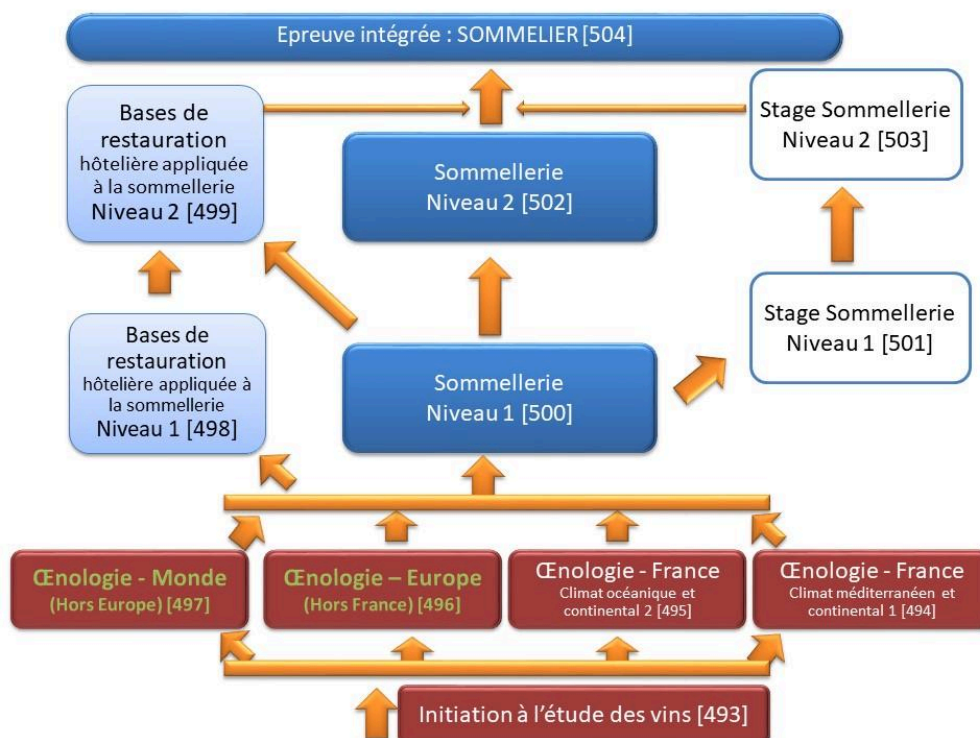 Epreuve intégrée : SOMMELIER [504]
Bases de
restauration
hôtelière appliquée
à la sommellerie
Niveau 2 [499]
Sommellerie
Niveau 2 [502]
Stage Sommellerie
Niveau 2 [503]
Bases de
restauration
hôtelière appliquée à
la sommellerie
Niveau 1 [498]
Sommellerie
Niveau 1 [500]
Stage Sommellerie
Niveau 1 [501]
Œnologie - Monde
(Hors Europe) [497]
Œnologie – Europe
(Hors France) [496]
Œnologie - France
Climat océanique et
continental 2 [495]
Œnologie - France
Climat méditerranéen et
continental 1 [494]
Initiation à l’étude des vins [493]